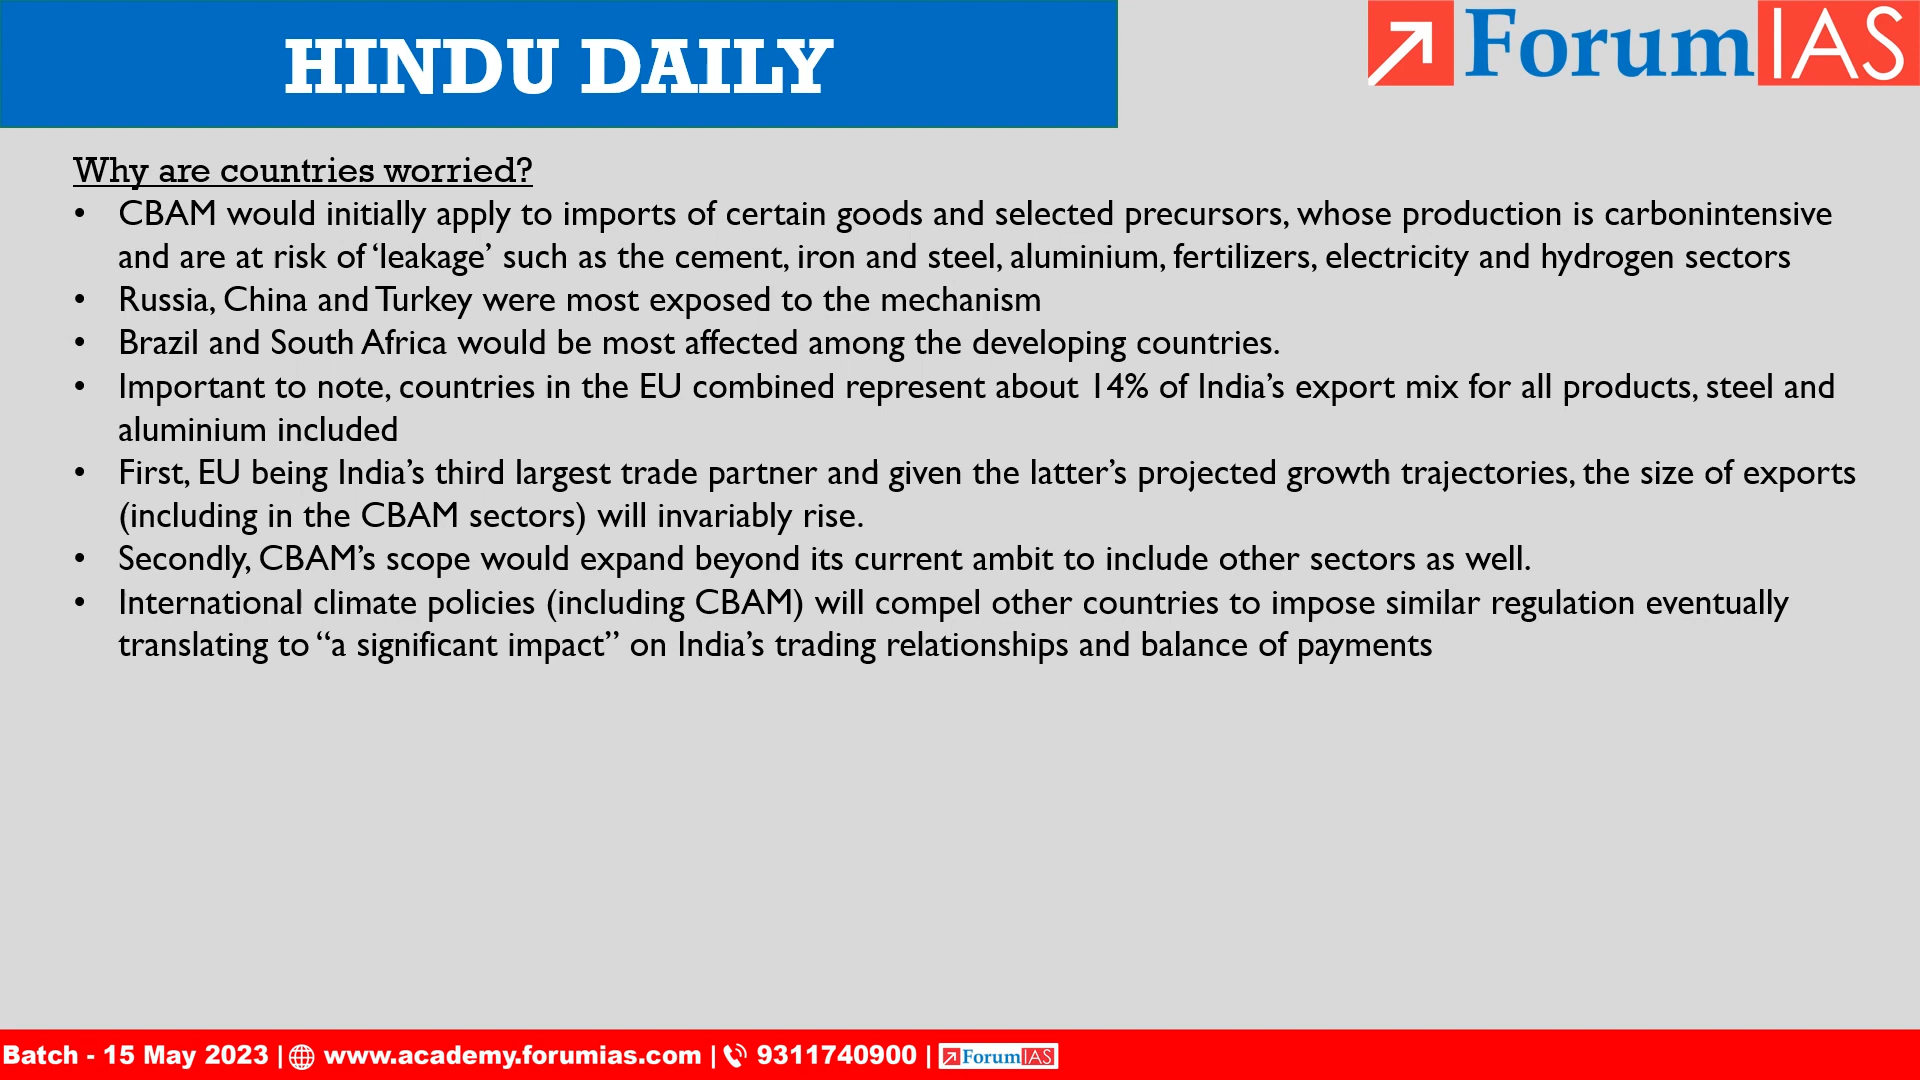 HINDU DAILY
ForumIAS
Why are countries worried?
• CBAM would initially apply to imports of certain goods and selected precursors, whose production is carbonintensive
and are at risk of ‘leakage’ such as the cement, iron and steel, aluminium, fertilizers, electricity and hydrogen sectors
• Russia, China and Turkey were most exposed to the mechanism
• Brazil and South Africa would be most affected among the developing countries.
• Important to note, countries in the EU combined represent about 14% of India’s export mix for all products, steel and
aluminium included
• First, EU being India’s third largest trade partner and given the latter’s projected growth trajectories, the size of exports
(including in the CBAM sectors) will invariably rise.
• Secondly, CBAM’s scope would expand beyond its current ambit to include other sectors as well.
• International climate policies (including CBAM) will compel other countries to impose similar regulation eventually
translating to “a significant impact” on India’s trading relationships and balance of payments
Batch - 15 May 2023 | www.academy.forumias.com | 9311740900 | ForumIAS